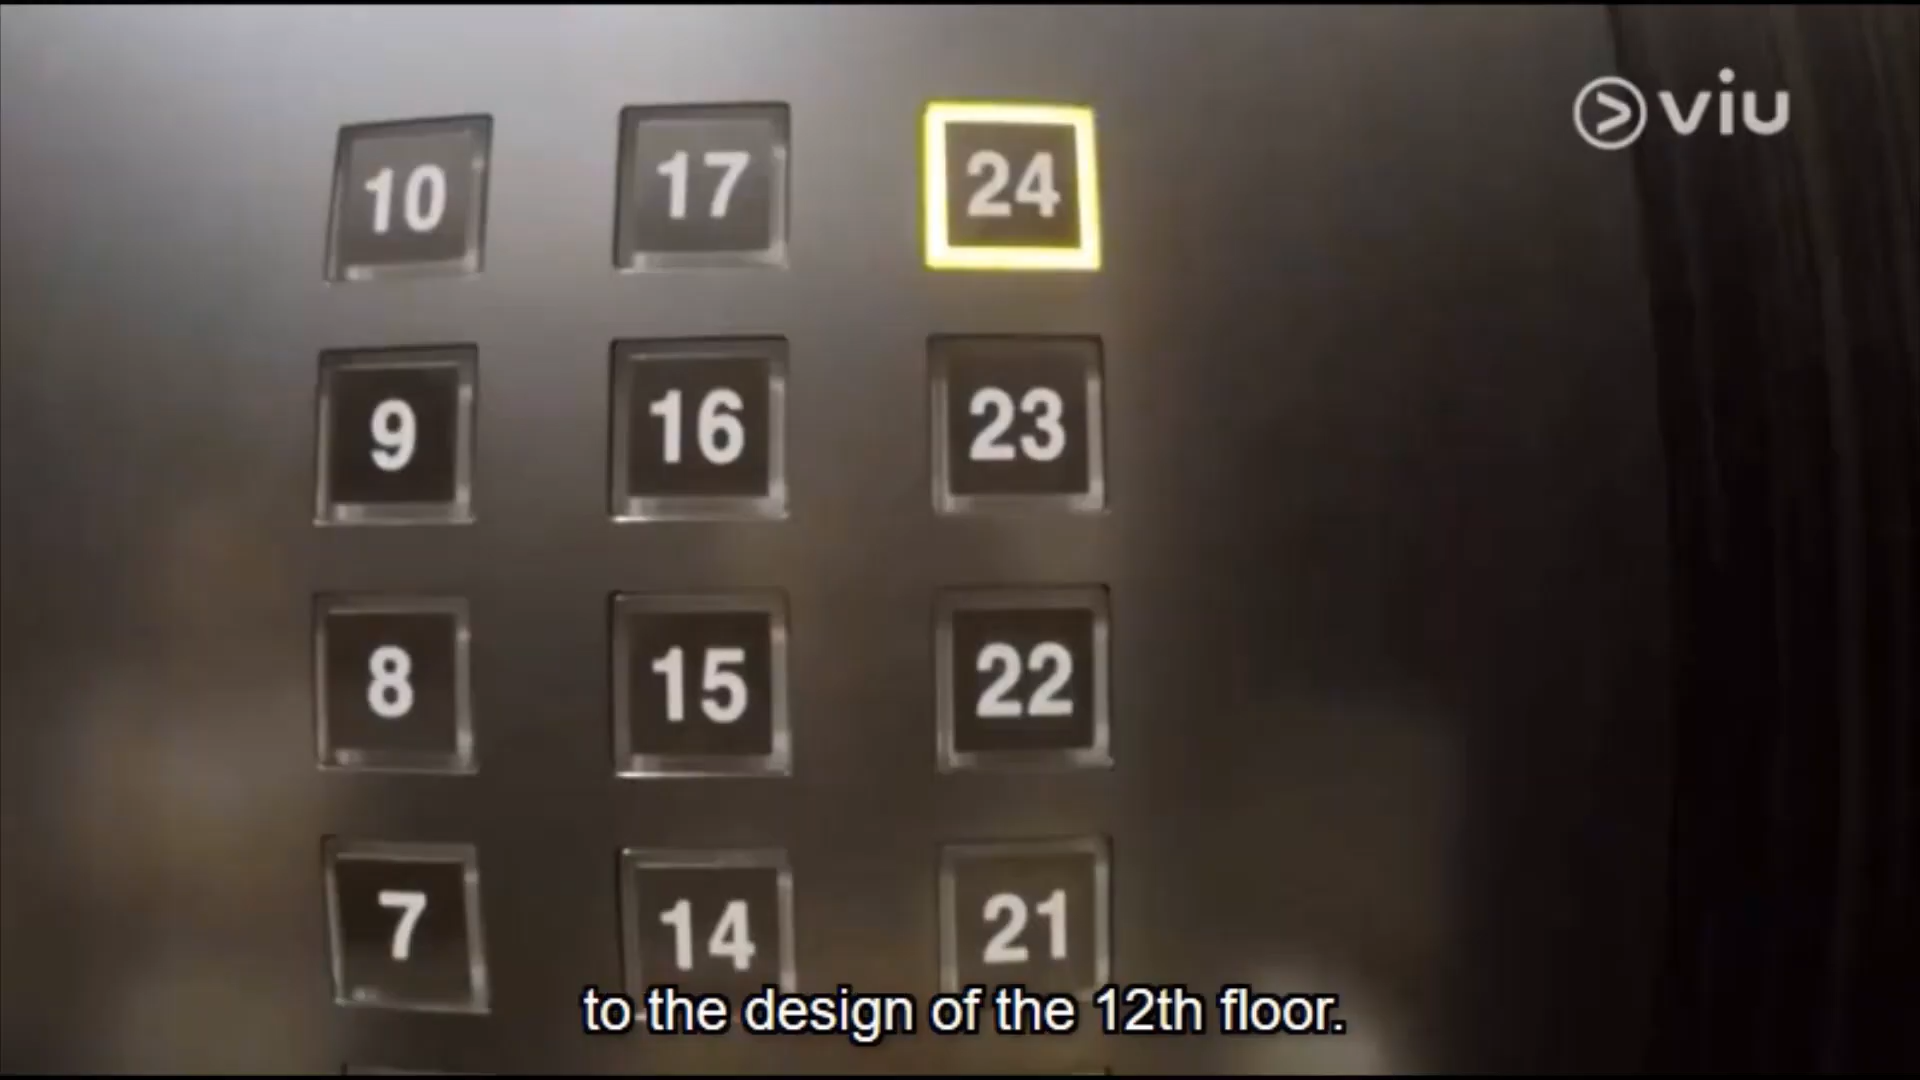 viu
10 17 24
9 16 23
8 15 22
7 14 21
to the design of the 12th floor.